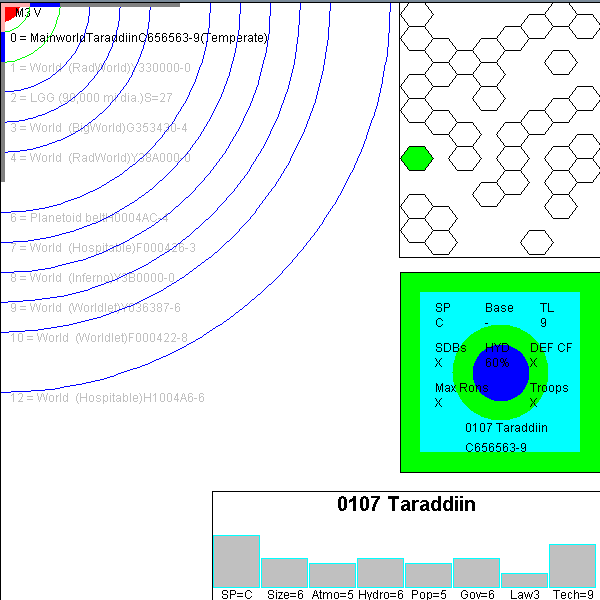 M3 V
0 = MainworldTaraddiinC656563-9(Temperate)
1 = World (RadWorld)Y330000-0
2 = LGG (90,000 mi dia.)S=27
3 = World (BigWorld)G353430-4
4 = World (RadWorld)Y38A000-0
6 = Planetoid beltH0004AC-4
7 = World (Hospitable)F000426-3
8 = World (Inferno)Y5B0000-0
9 = World (Worldlet)Y036387-6
10 = World (Worldlet)F000422-8
12 = World (Hospitable)H1004A6-6
SP Base TL
C - 9
SDBs HYD DEF CF
X 60% X
Max Ron- Troops
X X
0107 Taraddiin
C656563-9
0107 Taraddiin
SP=C Size=6 Atmo=5 Hydro=6 Pop=5 Gov=6 Law3 Tech=9